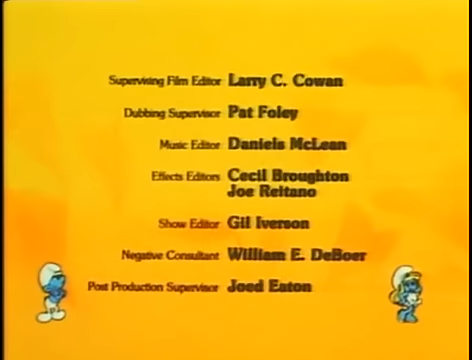 Supervising Film Editor Larry C. Cowan
Dubbing Supervisor Pat Foley
Music Editor Daniels McLean
Effects Editors Cecil Broughton
Joe Reitano
Show Editor Gil Iverson
Negative Consultant William E. DeBoer
Post Production Supervisor Joed Eaton